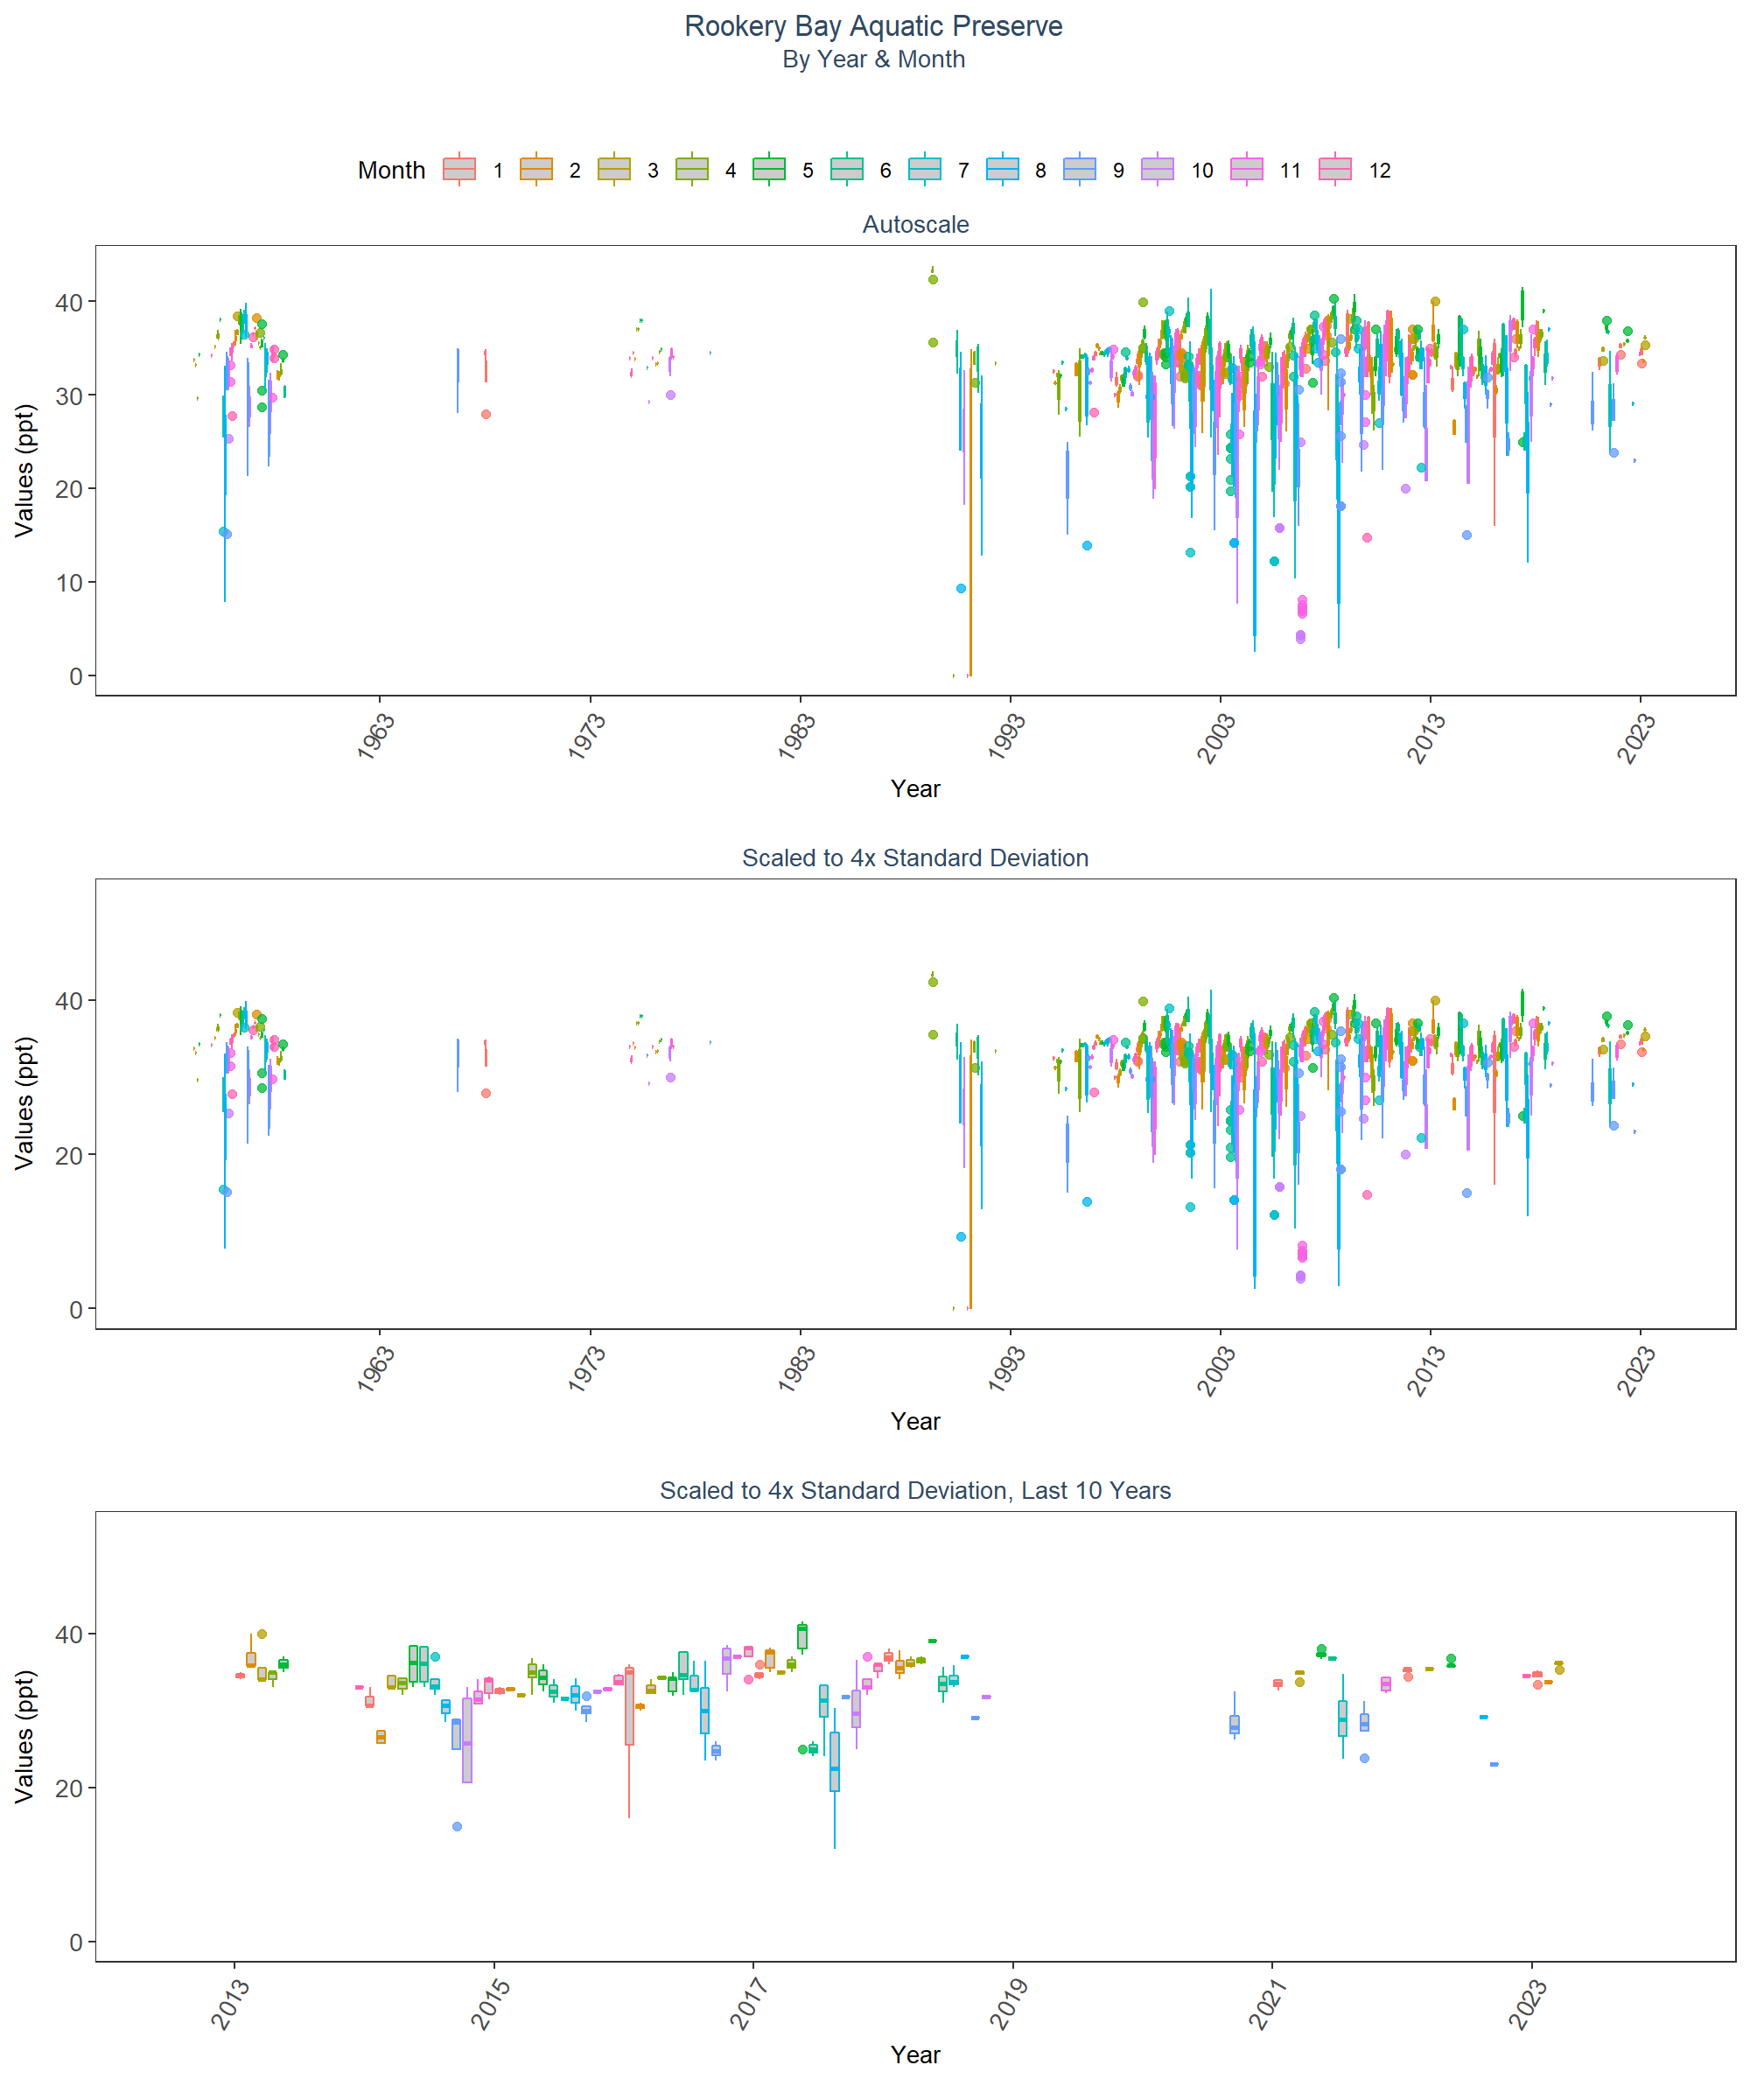 Rookery Bay Aquatic Preserve
By Year & Month
Month 1 2 3 4 5 6 7 8 9 10 11 12
Autoscale
Values (ppt)
40
30
20
10
0
1963 1973 1983 1993 2003 2013 2023
Year
Scaled to 4x Standard Deviation
Values (ppt)
40
20
0
1963 1973 1983 1993 2003 2013 2023
Year
Scaled to 4x Standard Deviation, Last 10 Years
Values (ppt)
40
20
0
2013 2015 2017 2019 2021 2023
Year